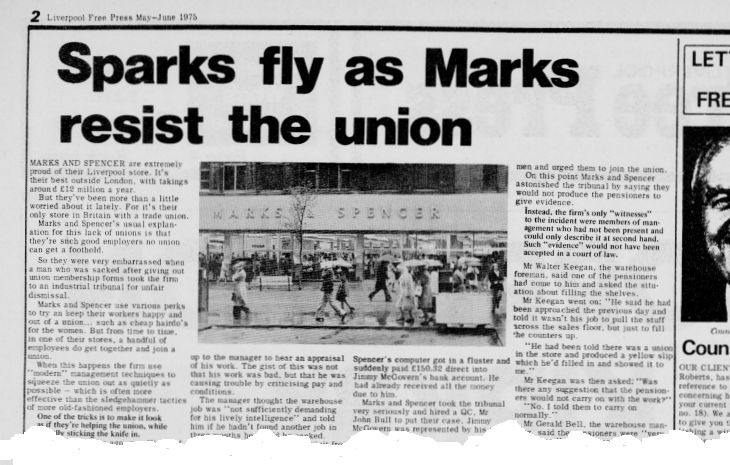 2 Liverpool Free Press May-June 1975
Sparks fly as Marks
resist the union
MARKS AND SPENCER are extremely
proud of their Liverpool store. It's
their best outside London, with takings
around £12 million a year.
But they've been more than a little
worried about it lately. For it's their
only store in Britain with a trade union.
Marks and Spencer's usual explan-
ation for this lack of unions is that
they're such good employers no union
can get a foothold.
So they were very embarrassed when
a man who was sacked after giving out
union membership forms took the firm
to an industrial tribunal for unfair
dismissal.
Marks and Spencer use various perks
to try an keep their workers happy and
out of a union... such as cheap hairdo's
for the women. But from time to time,
in one of their stores, a handful of
employees do get together and join a
union.
When this happens the firm use
"modern" management techniques to
squeeze the union out as quietly as
possible - which is often more
effective than the sledgehammer tactics
of more old-fashioned employers.
One of the tricks is to make it look
as if they're helping the union, while
sticking the knife in.
MARKS & SPENCER
up to the manager to hear an appraisal
of his work. The gist of this was not
that his work was bad, but that he was
causing trouble by criticising pay and
conditions.
The manager thought the warehouse
job was "not sufficiently demanding
for his lively intelligence" and told
him if he hadn't found another job in
Spencer's computer got in a fluster and
suddenly paid £150.32 direct into
Jimmy McGovern's bank account. He
had already received all the money
due to him.
Marks and Spencer took the tribunal
very seriously and hired a QC, Mr
John Bull to put their case. Jimmy
McGovern was represented by his
men and urged them to join the union.
On this point Marks and Spencer
astonished the tribunal by saying they
would not produce the pensioners to
give evidence.
Instead, the firm's only "witnesses"
to the incident were members of man-
agement who had not been present and
could only describe it at second hand.
Such "evidence" would not have been
accepted in a court of law.
Mr Walter Keegan, the warehouse
foreman, said one of the pensioners
had come to him and asked the situ-
ation about filling the shelves.
Mr Keegan went on: "He said he had
been approached the previous day and
told it wasn't his job to pull the stuff
across the sales floor, but just to fill
the counters up.
"He had been told there was a union
in the store and produced a yellow slip
which he'd filled in and showed it to
me."
Mr Keegan was then asked: "Was
there any suggestion that the pension-
ers would not carry on with the work?"
"No. I told them to carry on
normally."
Mr Gerald Bell, the warehouse man-
said the pensioners were "very
LET
FRE
Coun
OUR CLIEN
Roberts, has
reference to
concerning h
your current
no. 18). We a
to give you t